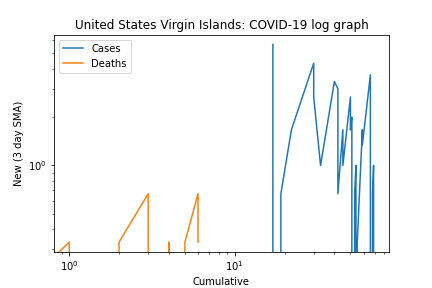 United States Virgin Islands: COVID-19 log graph
Cases
Deaths
New (3 day SMA)
10⁰
10⁰
10¹
Cumulative